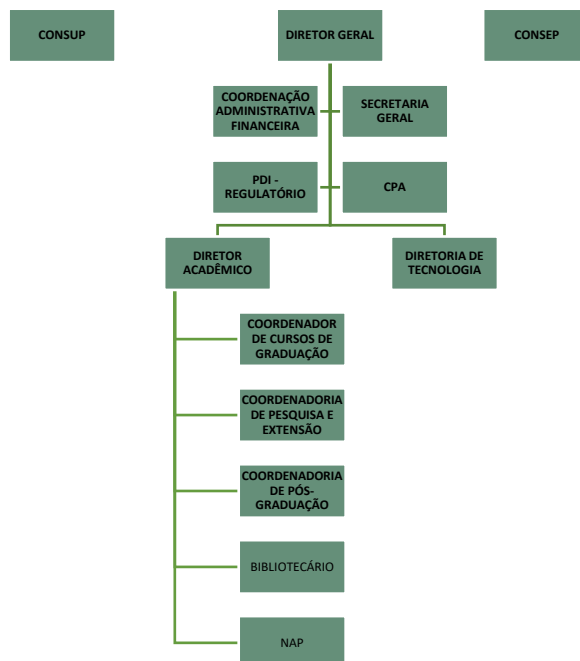 CONSUP
DIRETOR GERAL
CONSEP
COORDENAÇÃO
ADMINISTRATIVA
FINANCEIRA
SECRETARIA
GERAL
PDI -
REGULATÓRIO
CPA
DIRETOR
ACADÊMICO
DIRETORIA DE
TECNOLOGIA
COORDENADOR
DE CURSOS DE
GRADUAÇÃO
COORDENADORIA
DE PESQUISA E
EXTENSÃO
COORDENADORIA
DE PÓS-
GRADUAÇÃO
BIBLIOTECÁRIO
NAP